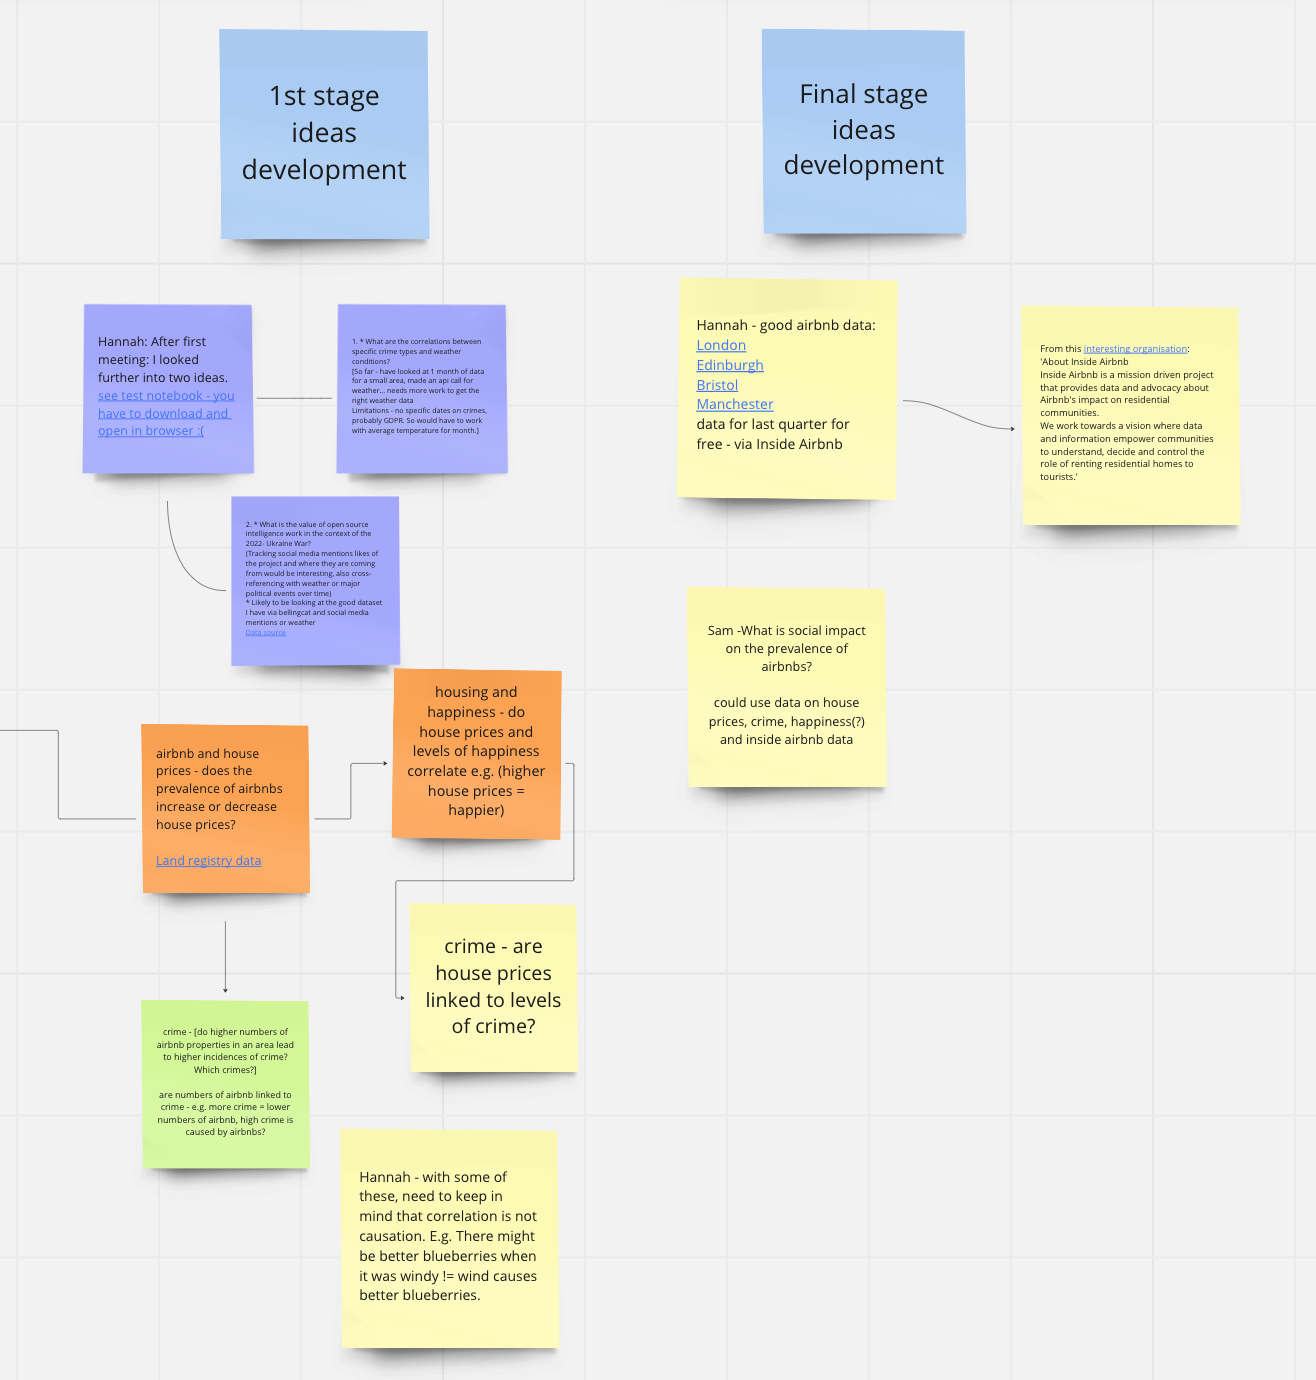 1st stage
ideas
development
Final stage
ideas
development
Hannah: After first
meeting: I looked
further into two ideas.
see test notebook - you
have to download and
open in browser :(
1. * What are the correlations between
specific crime types and weather
conditions?
[So far - have looked at 1 month of data
for a small area, made an api call for
weather... needs more work to get the
right weather data
Limitations - no specific dates on crimes,
probably GDPR. So would have to work
with average temperature for month.]
2. * What is the value of open source
intelligence work in the context of the
2022- Ukraine War?
(Tracking social media mentions likes of
the project and where they are coming
from would be interesting, also cross-
referencing with weather or major
political events over time)
* Likely to be looking at the good dataset
I have via bellingcat and social media
mentions or weather
Data source
airbnb and house
prices - does the
prevalence of airbnbs
increase or decrease
house prices?
Land registry data
housing and
happiness - do
house prices and
levels of happiness
correlate e.g. (higher
house prices =
happier)
crime - are
house prices
linked to levels
of crime?
crime - [do higher numbers of
airbnb properties in an area lead
to higher incidences of crime?
Which crimes?]
are numbers of airbnb linked to
crime - e.g. more crime = lower
numbers of airbnb, high crime is
caused by airbnbs?
Hannah - with some of
these, need to keep in
mind that correlation is not
causation. E.g. There might
be better blueberries when
it was windy != wind causes
better blueberries.
Hannah - good airbnb data:
London
Edinburgh
Bristol
Manchester
data for last quarter for
free - via Inside Airbnb
From this interesting organisation:
'About Inside Airbnb
Inside Airbnb is a mission driven project
that provides data and advocacy about
Airbnb's impact on residential
communities.
We work towards a vision where data
and information empower communities
to understand, decide and control the
role of renting residential homes to
tourists.'
Sam -What is social impact
on the prevalence of
airbnbs?
could use data on house
prices, crime, happiness(?)
and inside airbnb data